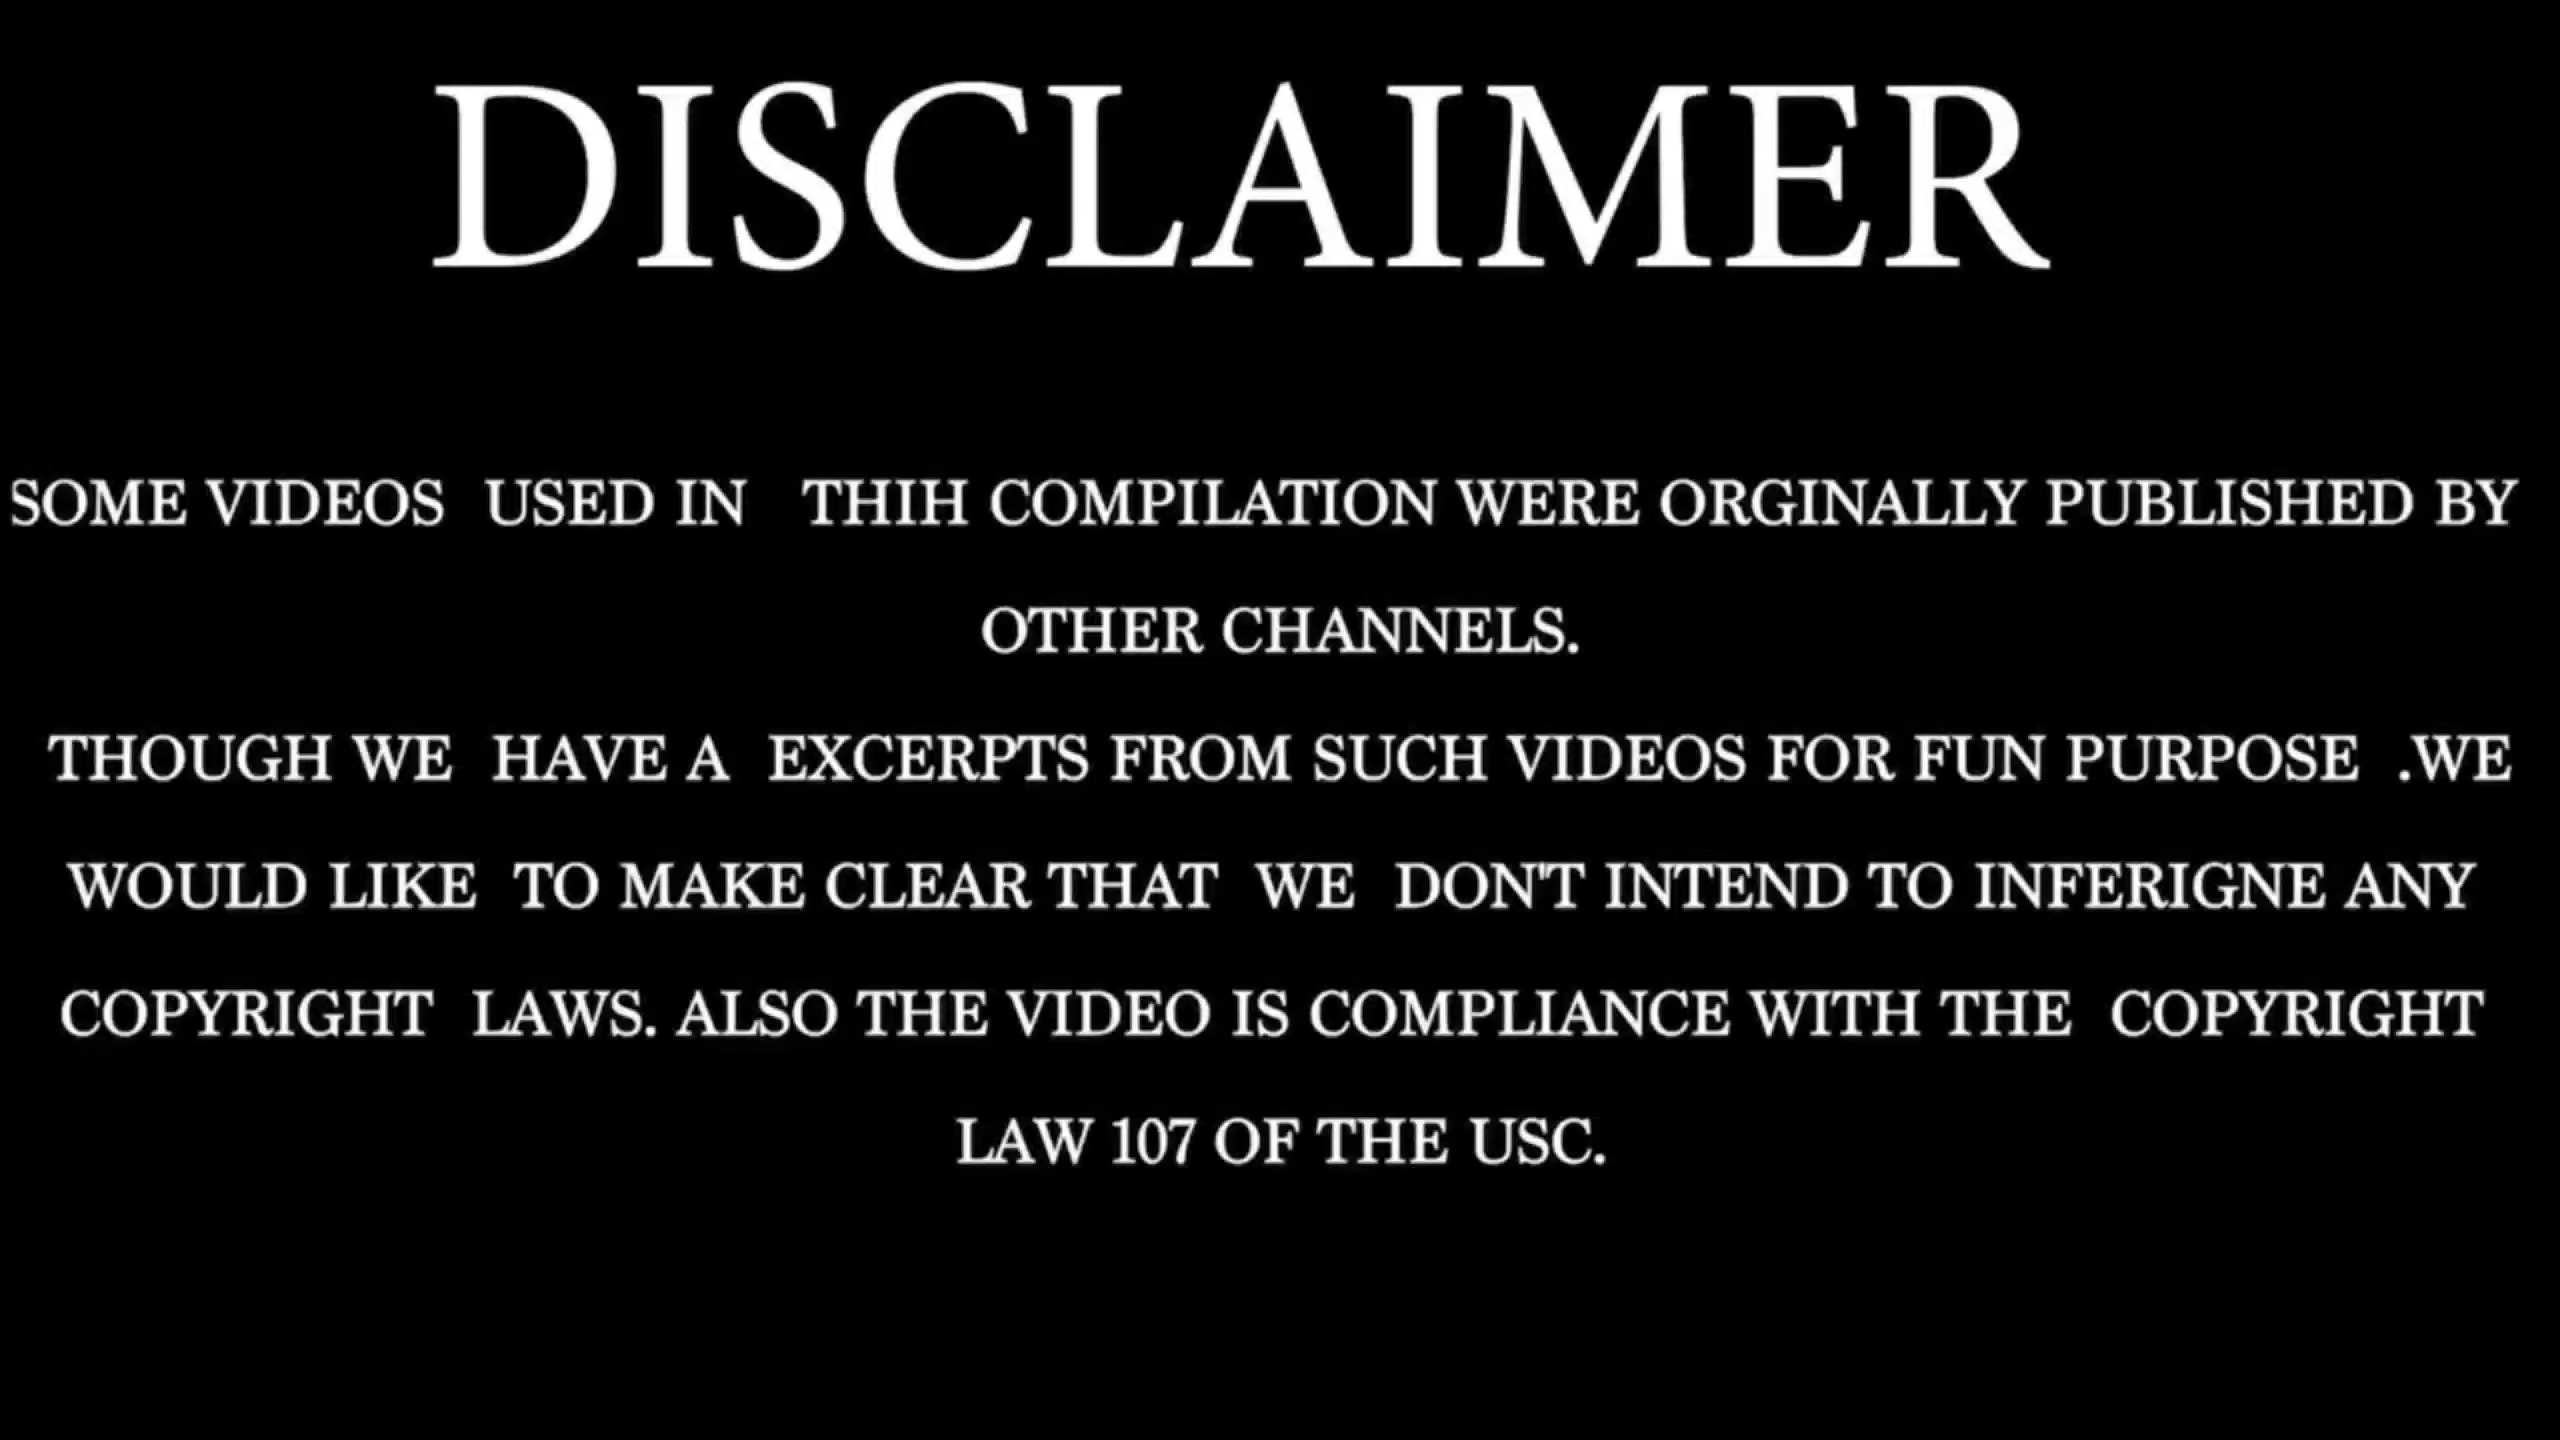 DISCLAIMER
SOME VIDEOS USED IN THIH COMPILATION WERE ORGINALLY PUBLISHED BY
OTHER CHANNELS.
THOUGH WE HAVE A EXCERPTS FROM SUCH VIDEOS FOR FUN PURPOSE .WE
WOULD LIKE TO MAKE CLEAR THAT WE DON'T INTEND TO INFERIGNE ANY
COPYRIGHT LAWS. ALSO THE VIDEO IS COMPLIANCE WITH THE COPYRIGHT
LAW 107 OF THE USC.